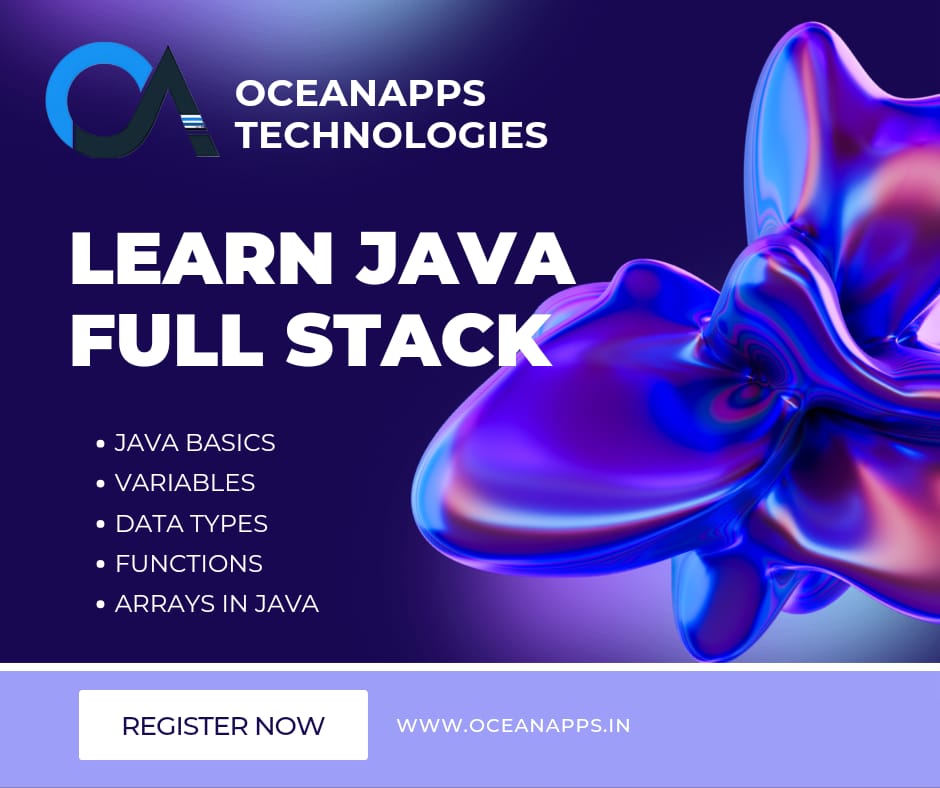 OCEANAPPS
TECHNOLOGIES
LEARN JAVA
FULL STACK
• JAVA BASICS
• VARIABLES
• DATA TYPES
• FUNCTIONS
• ARRAYS IN JAVA
REGISTER NOW
WWW.OCEANAPPS.IN